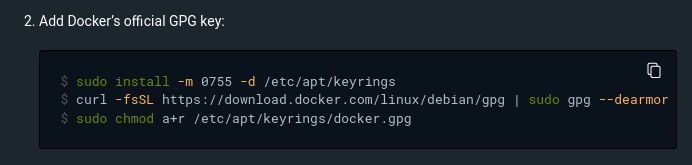 2. Add Docker's official GPG key:
$ sudo install -m 0755 -d /etc/apt/keyrings
$ curl -fsSL https://download.docker.com/linux/debian/gpg | sudo gpg --dearmor
$ sudo chmod a+r /etc/apt/keyrings/docker.gpg